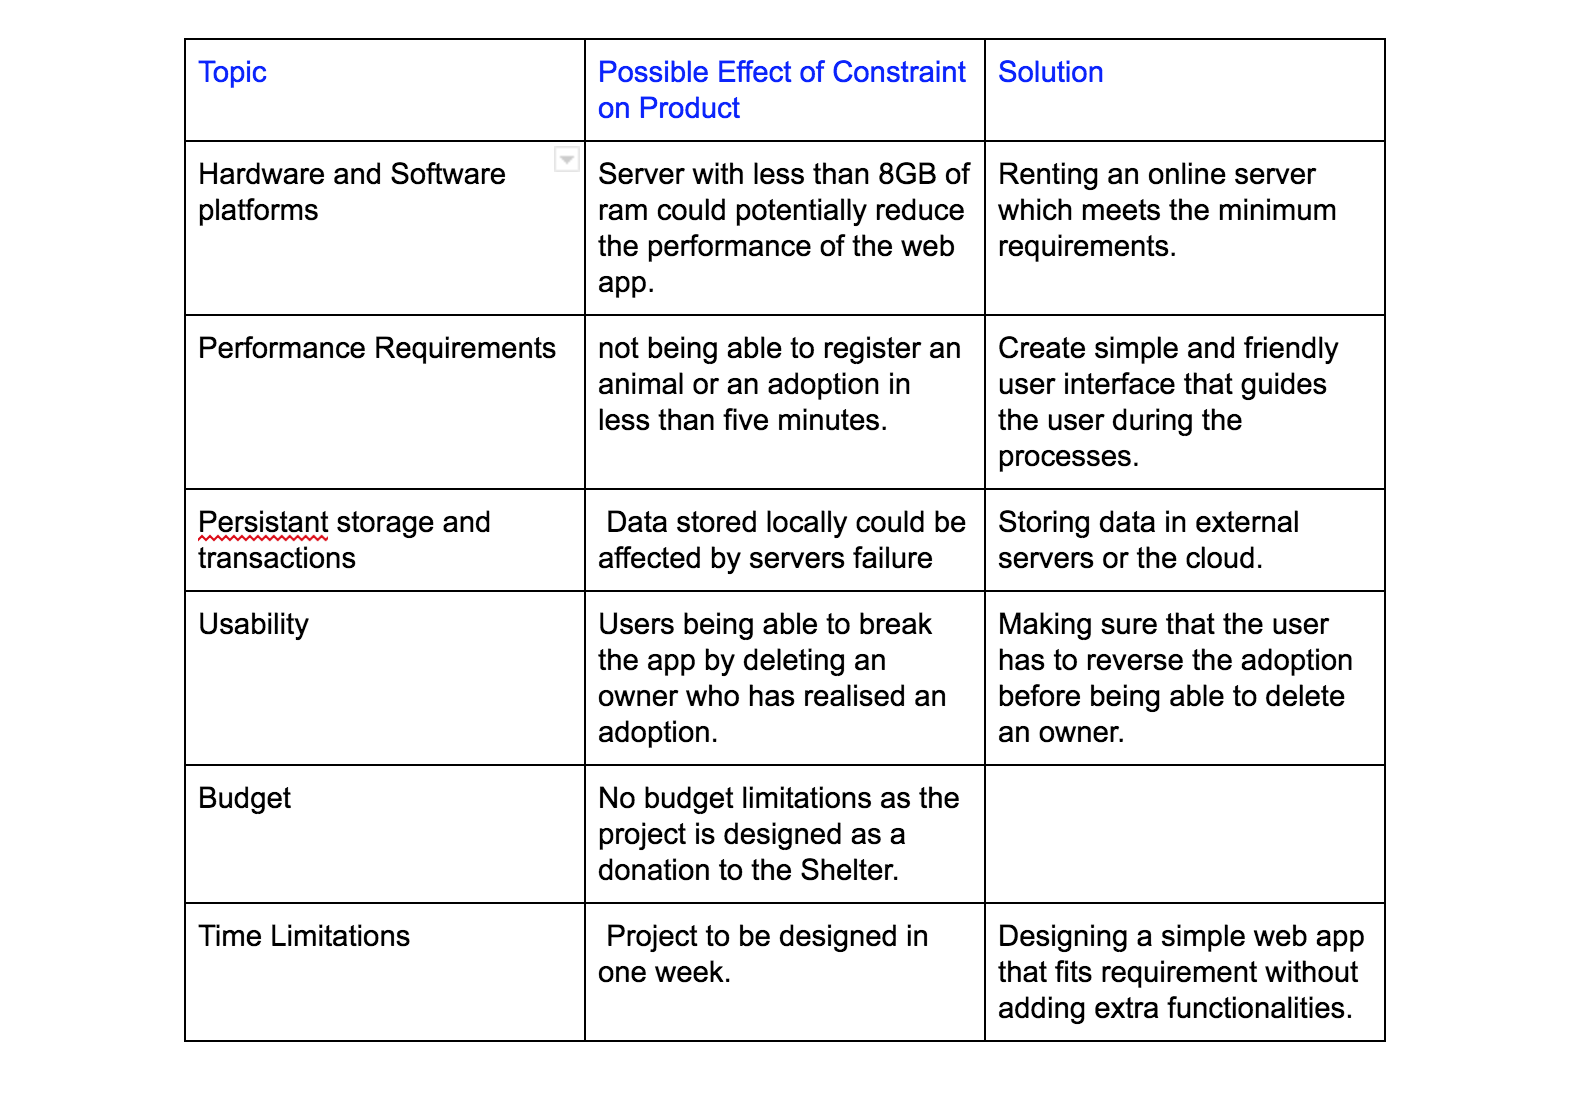 Topic
Possible Effect of Constraint
on Product
Solution
Hardware and Software
platforms
Server with less than 8GB of
ram could potentially reduce
the performance of the web
app.
Renting an online server
which meets the minimum
requirements.
Performance Requirements
not being able to register an
animal or an adoption in
less than five minutes.
Create simple and friendly
user interface that guides
the user during the
processes.
Persistant storage and
transactions
Data stored locally could be
affected by servers failure
Storing data in external
servers or the cloud.
Usability
Users being able to break
the app by deleting an
owner who has realised an
adoption.
Making sure that the user
has to reverse the adoption
before being able to delete
an owner.
Budget
No budget limitations as the
project is designed as a
donation to the Shelter.
Time Limitations
Project to be designed in
one week.
Designing a simple web app
that fits requirement without
adding extra functionalities.